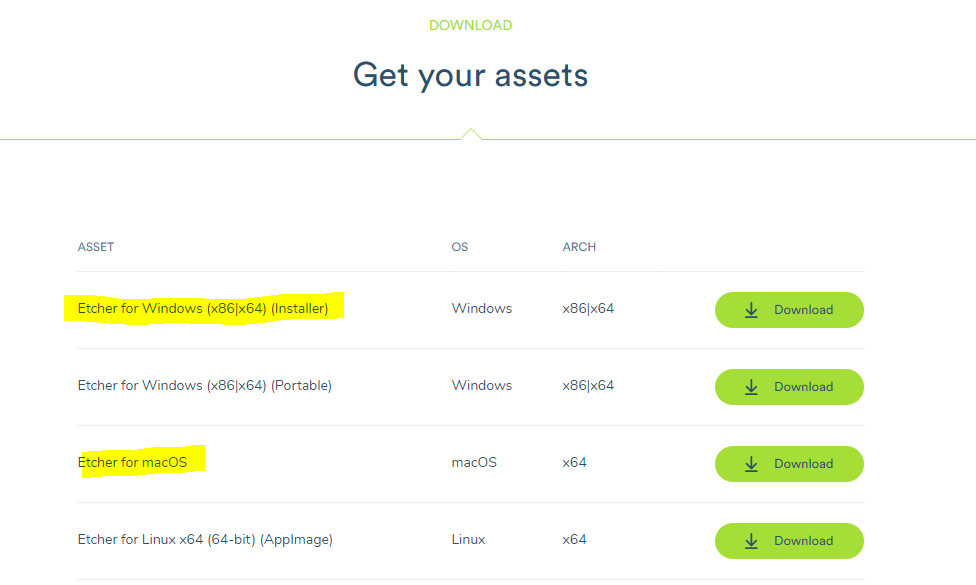 DOWNLOAD
Get your assets
ASSET OS ARCH
Etcher for Windows (x86|x64) (Installer) Windows x86|x64 Download
Etcher for Windows (x86|x64) (Portable) Windows x86|x64 Download
Etcher for macOS macOS x64 Download
Etcher for Linux x64 (64-bit) (AppImage) Linux x64 Download